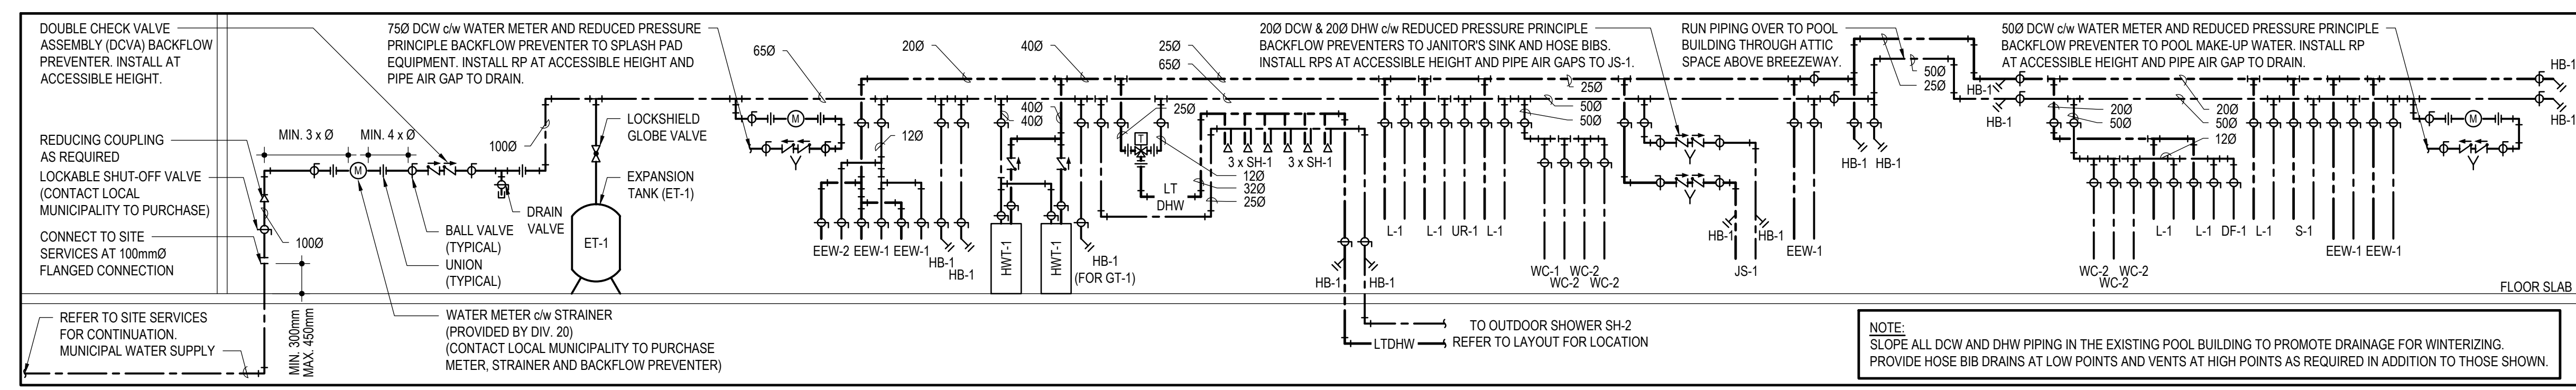 DOUBLE CHECK VALVE
ASSEMBLY (DCVA) BACKFLOW
PREVENTER. INSTALL AT
ACCESSIBLE HEIGHT.
75Ø DCW c/w WATER METER AND REDUCED PRESSURE
PRINCIPLE BACKFLOW PREVENTER TO SPLASH PAD
EQUIPMENT. INSTALL RP AT ACCESSIBLE HEIGHT AND
PIPE AIR GAP TO DRAIN.
65Ø
20Ø
40Ø
25Ø
65Ø
20Ø DCW & 20Ø DHW c/w REDUCED PRESSURE PRINCIPLE
BACKFLOW PREVENTERS TO JANITOR'S SINK AND HOSE BIBS.
INSTALL RPS AT ACCESSIBLE HEIGHT AND PIPE AIR GAPS TO JS-1.
RUN PIPING OVER TO POOL
BUILDING THROUGH ATTIC
SPACE ABOVE BREEZEWAY.
50Ø DCW c/w WATER METER AND REDUCED PRESSURE PRINCIPLE
BACKFLOW PREVENTER TO POOL MAKE-UP WATER. INSTALL RP
AT ACCESSIBLE HEIGHT AND PIPE AIR GAP TO DRAIN.
50Ø
25Ø
HB-1
HB-1
HB-1
25Ø
50Ø
50Ø
20Ø
50Ø
20Ø
50Ø
12Ø
REDUCING COUPLING
AS REQUIRED
LOCKABLE SHUT-OFF VALVE
(CONTACT LOCAL
MUNICIPALITY TO PURCHASE)
CONNECT TO SITE
SERVICES AT 100mmØ
FLANGED CONNECTION
MIN. 3 x Ø
MIN. 4 x Ø
M
100Ø
100Ø
LOCKSHIELD
GLOBE VALVE
EXPANSION
TANK (ET-1)
ET-1
DRAIN
VALVE
BALL VALVE
(TYPICAL)
UNION
(TYPICAL)
M
12Ø
40Ø
40Ø
25Ø
T
12Ø
32Ø
25Ø
LT
DHW
3 x SH-1
3 x SH-1
EEW-2
EEW-1
EEW-1
HB-1
HB-1
HWT-1
HWT-1
HB-1
(FOR GT-1)
HB-1
HB-1
L-1
L-1
UR-1
L-1
WC-1
WC-2
WC-2
WC-2
HB-1
HB-1
JS-1
EEW-1
HB-1
HB-1
WC-2
WC-2
WC-2
L-1
L-1
DF-1
L-1
S-1
EEW-1
EEW-1
M
FLOOR SLAB
REFER TO SITE SERVICES
FOR CONTINUATION.
MUNICIPAL WATER SUPPLY
MIN. 300mm
MAX. 450mm
WATER METER c/w STRAINER
(PROVIDED BY DIV. 20)
(CONTACT LOCAL MUNICIPALITY TO PURCHASE
METER, STRAINER AND BACKFLOW PREVENTER)
LTDHW
TO OUTDOOR SHOWER SH-2
REFER TO LAYOUT FOR LOCATION
NOTE:
SLOPE ALL DCW AND DHW PIPING IN THE EXISTING POOL BUILDING TO PROMOTE DRAINAGE FOR WINTERIZING.
PROVIDE HOSE BIB DRAINS AT LOW POINTS AND VENTS AT HIGH POINTS AS REQUIRED IN ADDITION TO THOSE SHOWN.